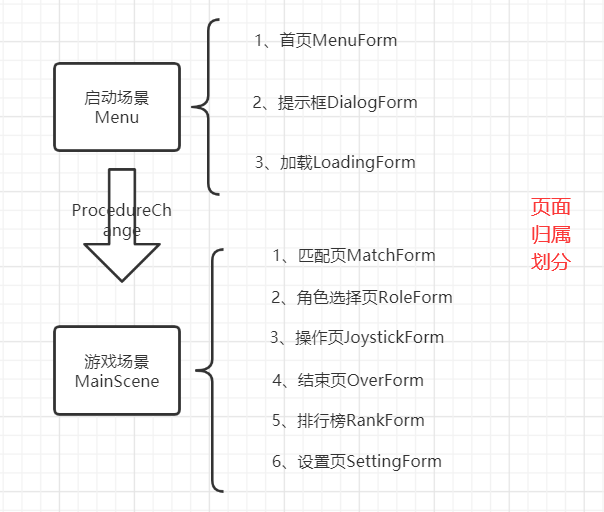 1、首页MenuForm
启动场景
Menu
2、提示框DialogForm
3、加载LoadingForm
ProcedureCh
ange
页面
归属
划分
1、匹配页MatchForm
2、角色选择页RoleForm
3、操作页JoystickForm
游戏场景
MainScene
4、结束页OverForm
5、排行榜RankForm
6、设置页SettingForm